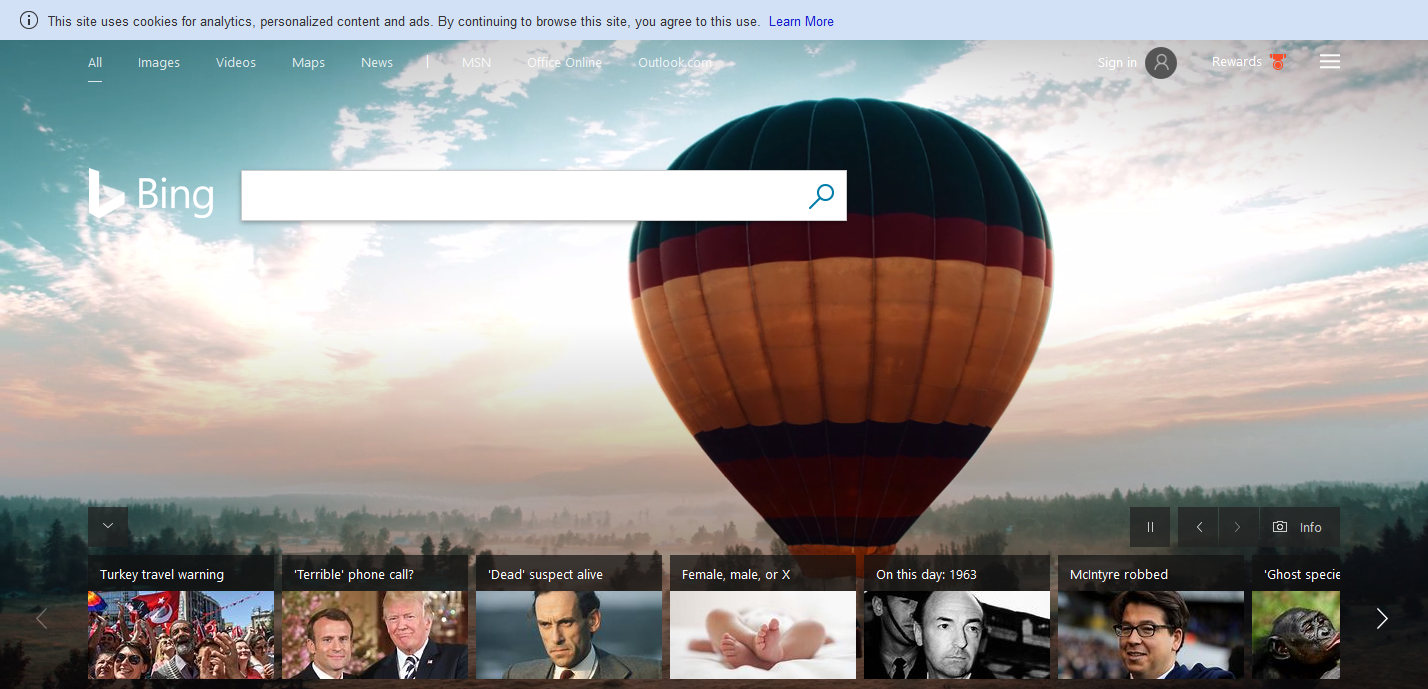 This site uses cookies for analytics, personalized content and ads. By continuing to browse this site, you agree to this use. Learn More
All Images Videos Maps News | MSN Office Online Outlook.com Sign in Rewards
Bing
Info
Turkey travel warning
'Terrible' phone call?
'Dead' suspect alive
Female, male, or X
On this day: 1963
McIntyre robbed
'Ghost specie